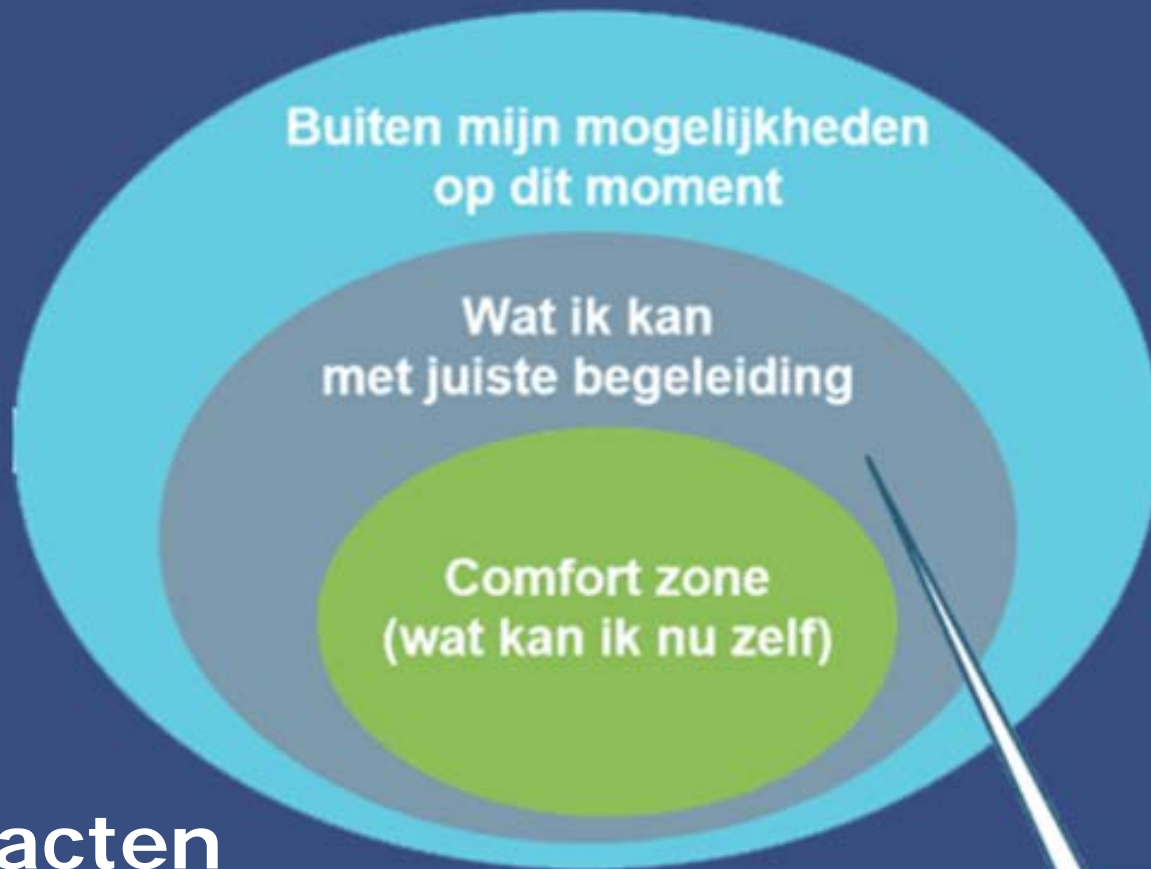 Buiten mijn mogelijkheden
op dit moment
Wat ik kan
met juiste begeleiding
Comfort zone
(wat kan ik nu zelf)
acten